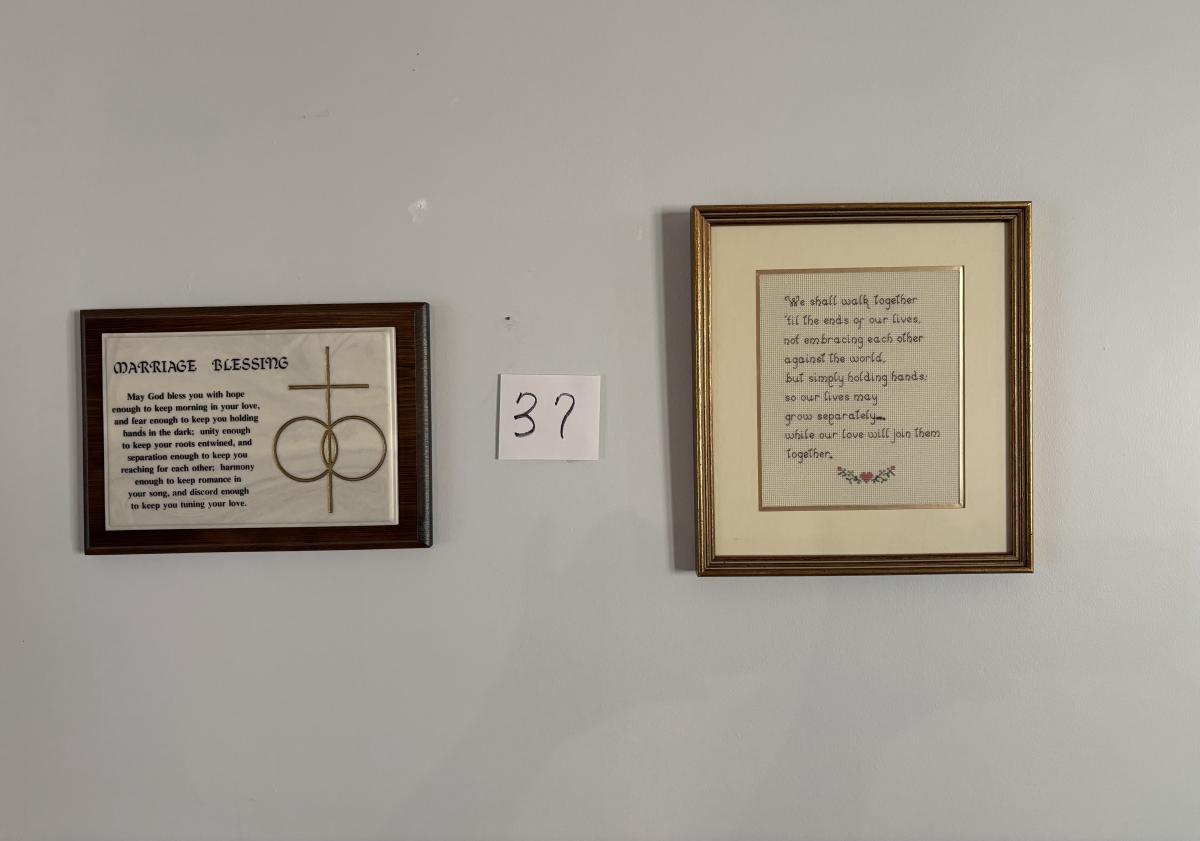 MARRIAGE BLESSING
May God bless you with hope
enough to keep morning in your love,
and fear enough to keep you holding
hands in the dark; unity enough
to keep your roots entwined, and
separation enough to keep you
reaching for each other; harmony
enough to keep romance in
your song, and discord enough
to keep you tuning your love.
37
We shall walk together
'til the ends of our lives,
not embracing each other
against the world,
but simply holding hands;
so our lives may
grow separately...
while our love will join them
together.